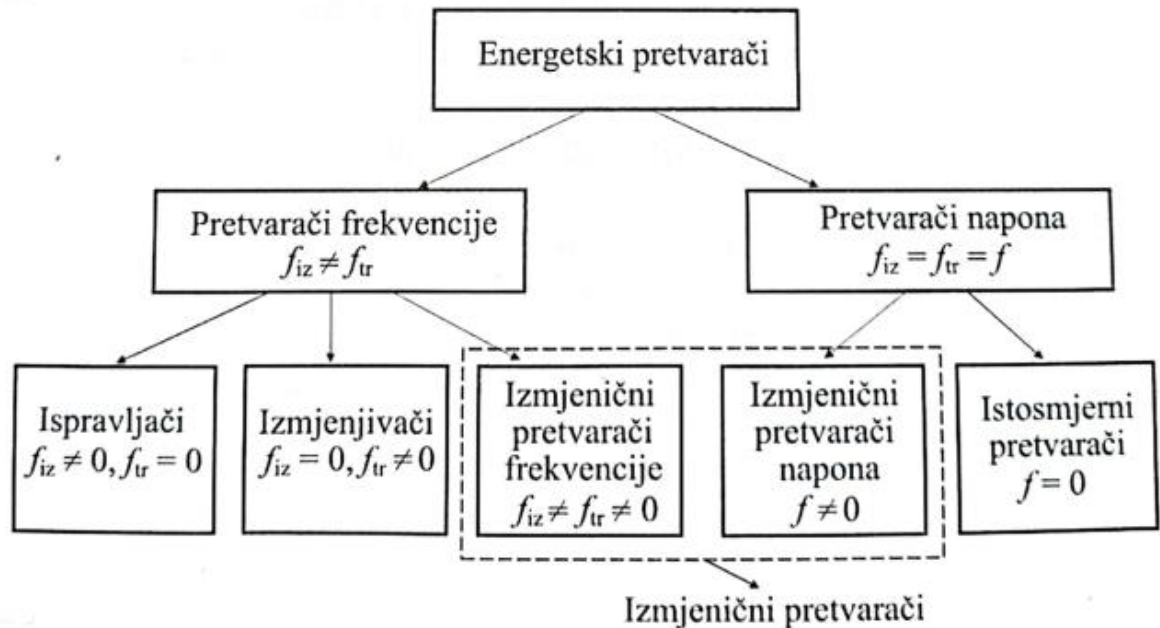 Energetski pretvarači
Pretvarači frekvencije
f_iz ≠ f_tr
Pretvarači napona
f_iz = f_tr = f
Ispravljači
f_iz ≠ 0, f_tr = 0
Izmjenjivači
f_iz = 0, f_tr ≠ 0
Izmjenični
pretvarači
frekvencije
f_iz ≠ f_tr ≠ 0
Izmjenični
pretvarači
napona
f ≠ 0
Istosmjerni
pretvarači
f = 0
Izmjenični pretvarači